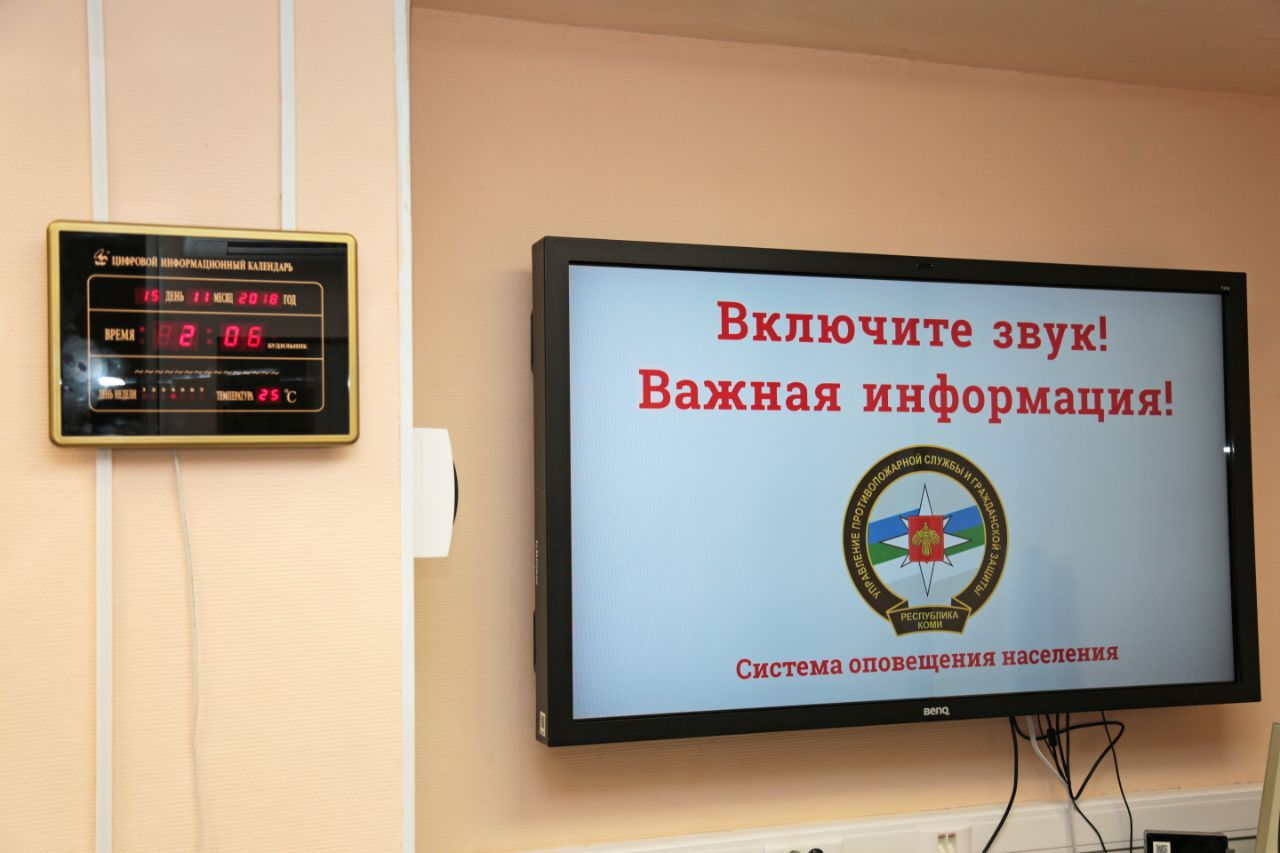 ЦИФРОВОЙ ИНФОРМАЦИОННЫЙ КАЛЕНДАРЬ
15 ДЕНЬ 11 МЕСЯЦ 2018 ГОД
ВРЕМЯ 2:06 БУДИЛЬНИК
ДЕНЬ НЕДЕЛИ ТЕМПЕРАТУРА 25 °C
Включите звук!
Важная информация!
УПРАВЛЕНИЕ ПРОТИВОПОЖАРНОЙ СЛУЖБЫ И ГРАЖДАНСКОЙ ЗАЩИТЫ
РЕСПУБЛИКА
КОМИ
Система оповещения населения
BenQ